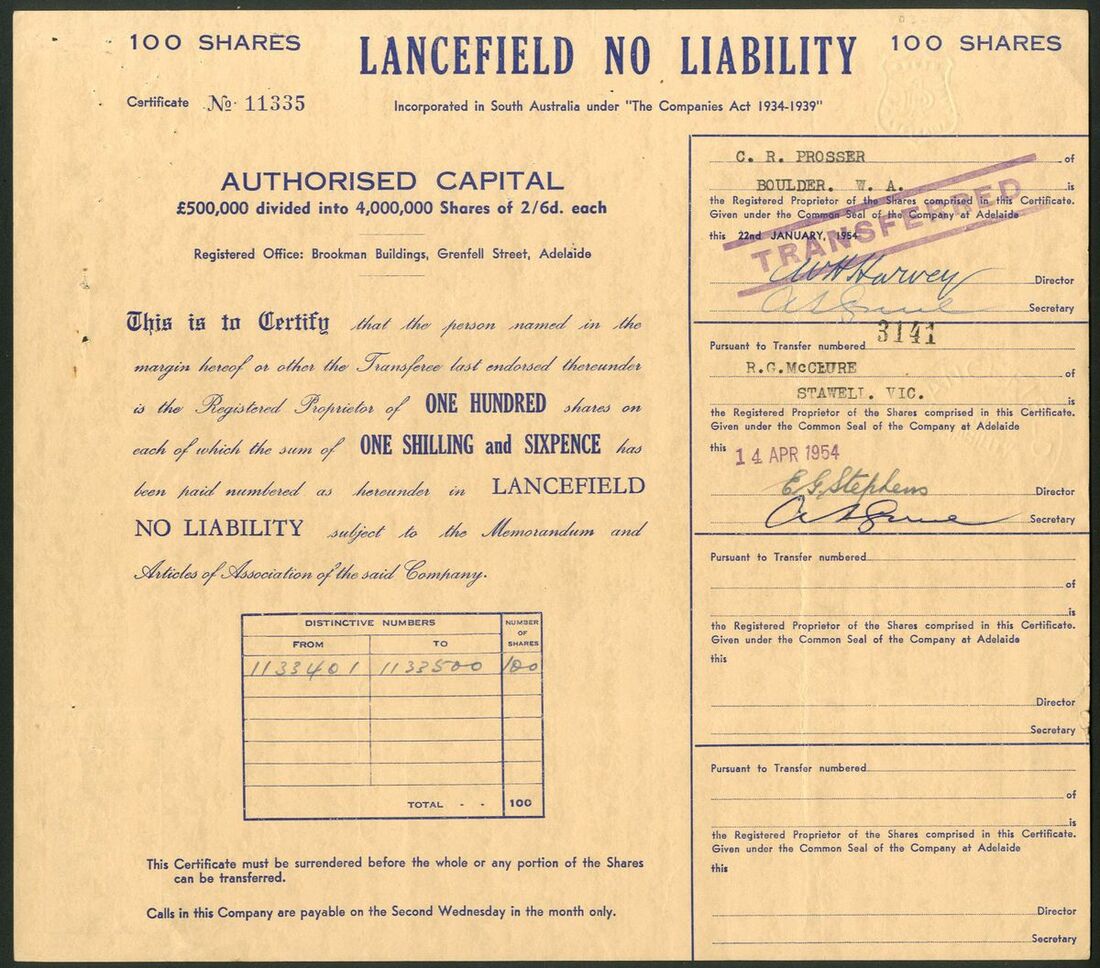 100 SHARES
LANCEFIELD NO LIABILITY
100 SHARES
Certificate No. 11335
Incorporated in South Australia under "The Companies Act 1934-1939"
AUTHORISED CAPITAL
£500,000 divided into 4,000,000 Shares of 2/6d. each
Registered Office: Brookman Buildings, Grenfell Street, Adelaide
This is to Certify that the person named in the
margin hereof or other the Transferee last endorsed thereunder
is the Registered Proprietor of ONE HUNDRED shares on
each of which the sum of ONE SHILLING and SIXPENCE has
been paid numbered as hereunder in LANCEFIELD
NO LIABILITY subject to the Memorandum and
Articles of Association of the said Company.
DISTINCTIVE NUMBERS
NUMBER OF SHARES
FROM TO
1133401 1133500 100
TOTAL - - 100
This Certificate must be surrendered before the whole or any portion of the Shares
can be transferred.
Calls in this Company are payable on the Second Wednesday in the month only.
C. R. PROSSER of
BOULDER. W. A. is
the Registered Proprietor of the Shares comprised in this Certificate.
Given under the Common Seal of the Company at Adelaide
this 22nd JANUARY, 1954
TRANSFERRED
W H Harvey Director
Secretary
Pursuant to Transfer numbered 3141
R.G.McCLURE of
STAWELL. VIC. is
the Registered Proprietor of the Shares comprised in this Certificate.
Given under the Common Seal of the Company at Adelaide
this 14 APR 1954
E G Stephens Director
Secretary
Pursuant to Transfer numbered
of
is
the Registered Proprietor of the Shares comprised in this Certificate.
Given under the Common Seal of the Company at Adelaide
this
Director
Secretary
Pursuant to Transfer numbered
of
is
the Registered Proprietor of the Shares comprised in this Certificate.
Given under the Common Seal of the Company at Adelaide
this
Director
Secretary